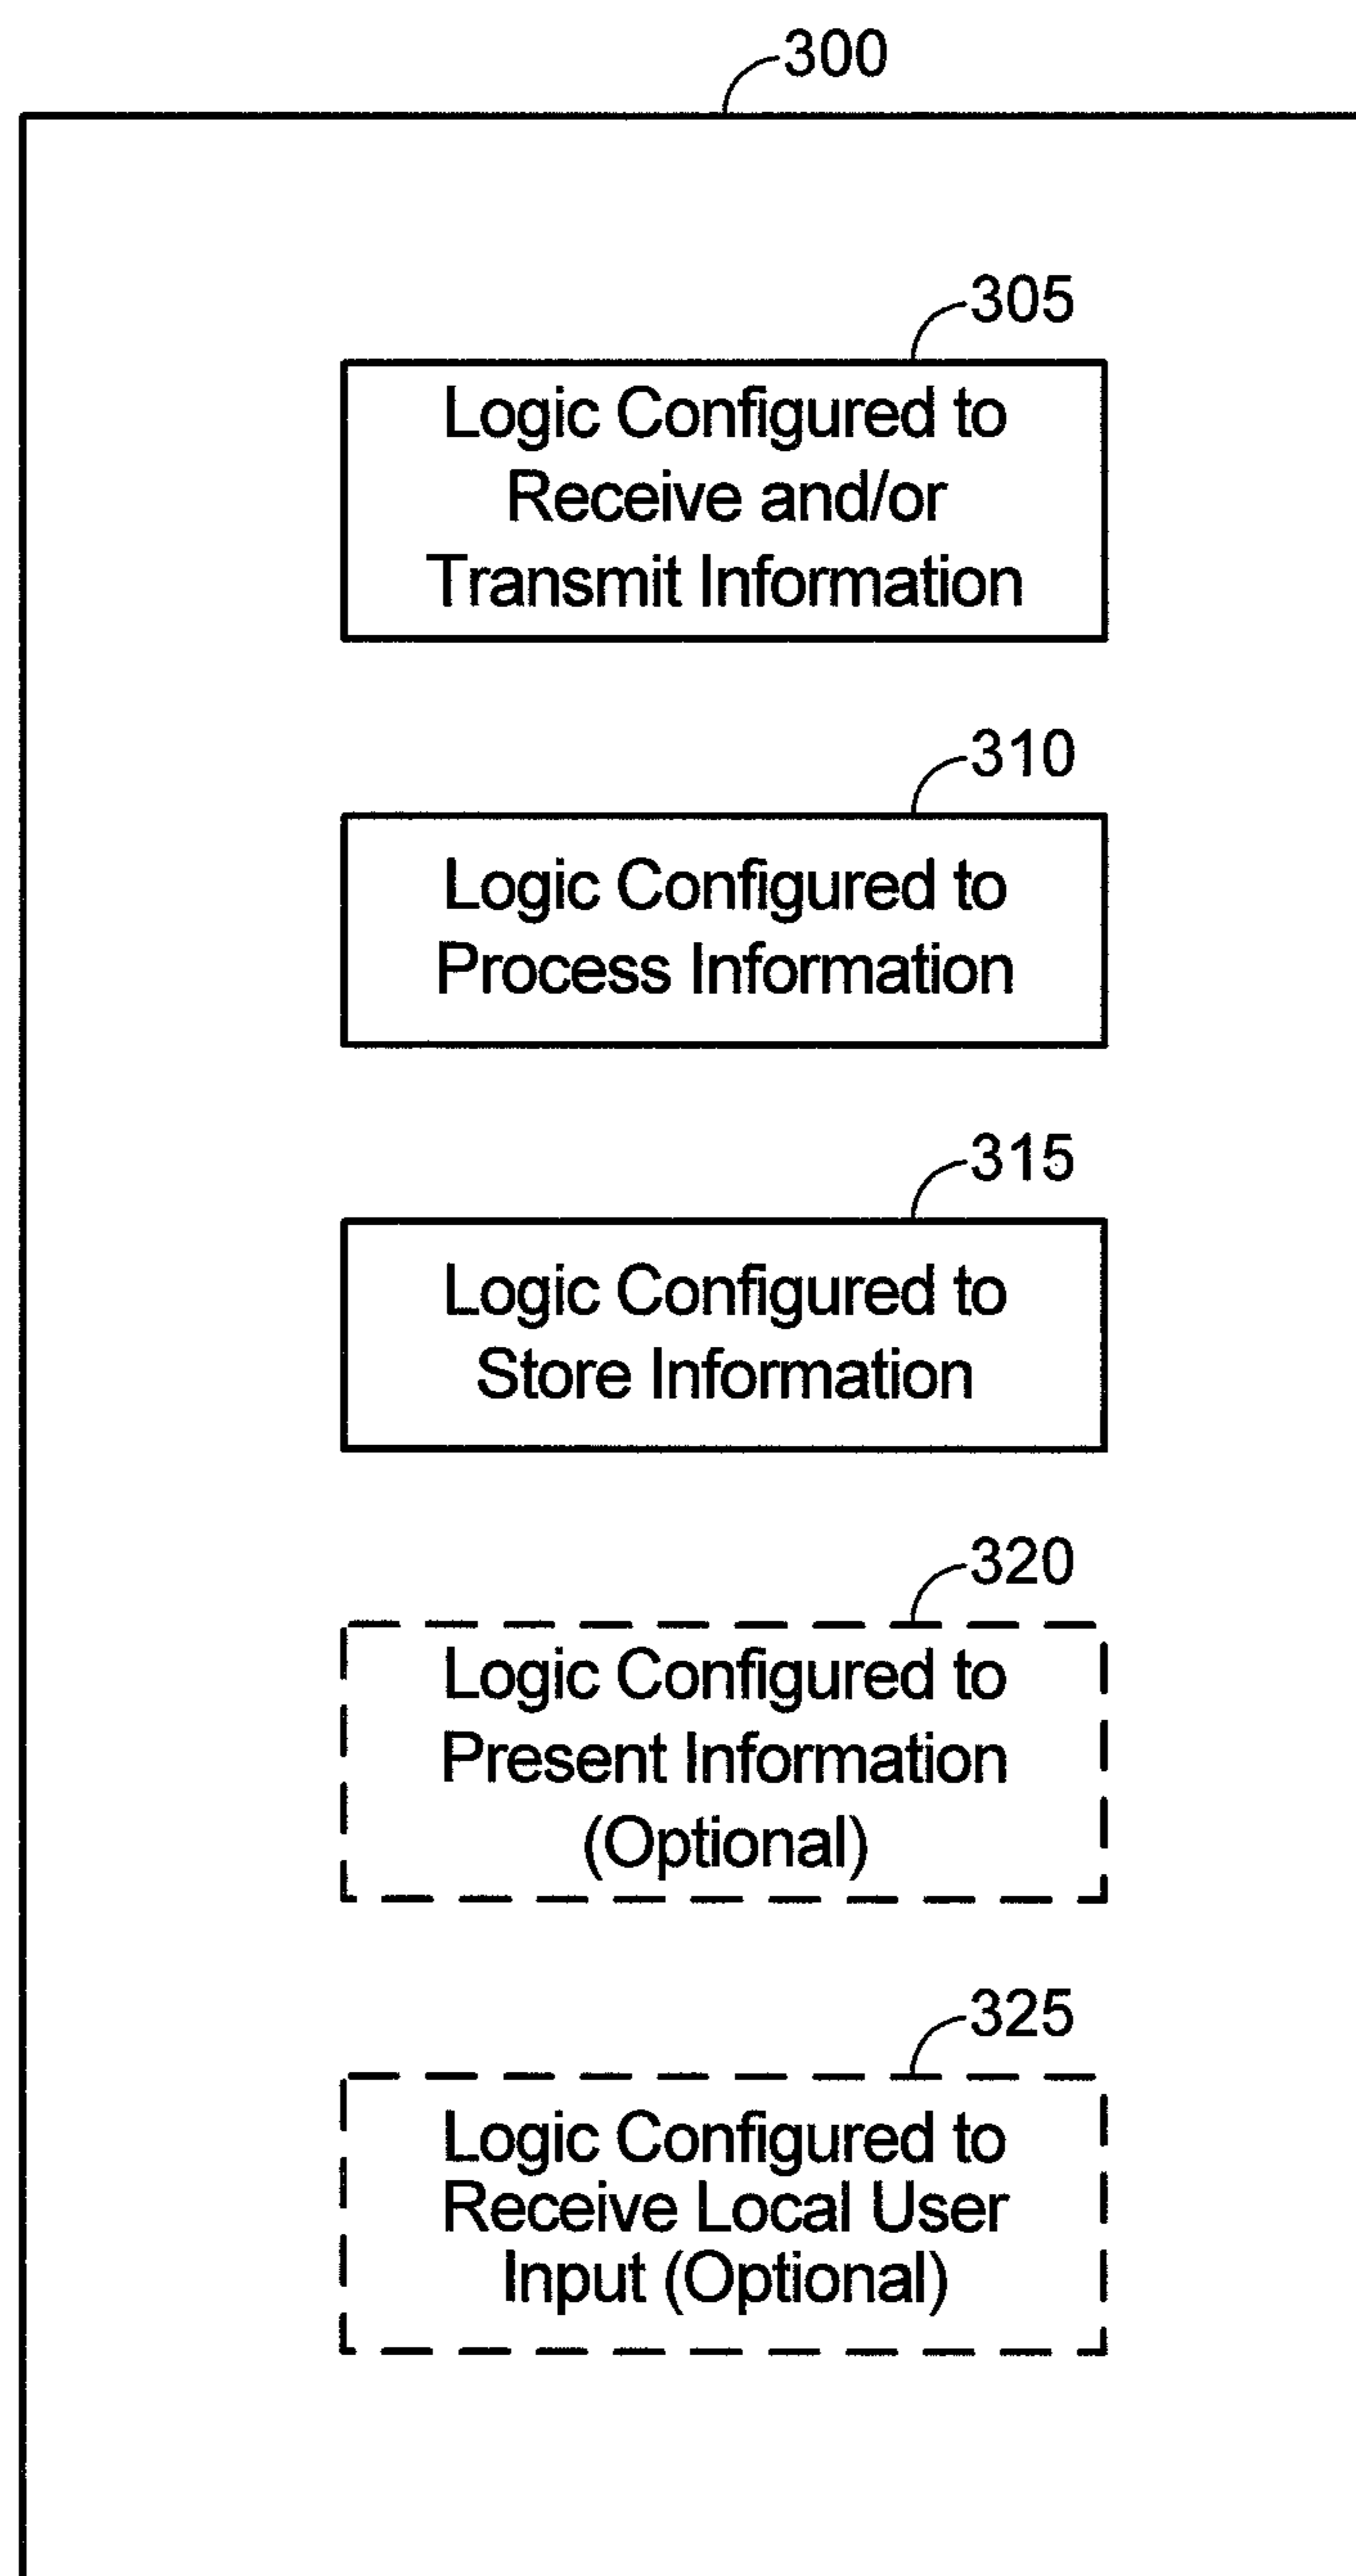 300
305
Logic Configured to
Receive and/or
Transmit Information
310
Logic Configured to
Process Information
315
Logic Configured to
Store Information
320
Logic Configured to
Present Information
(Optional)
325
Logic Configured to
Receive Local User
Input (Optional)